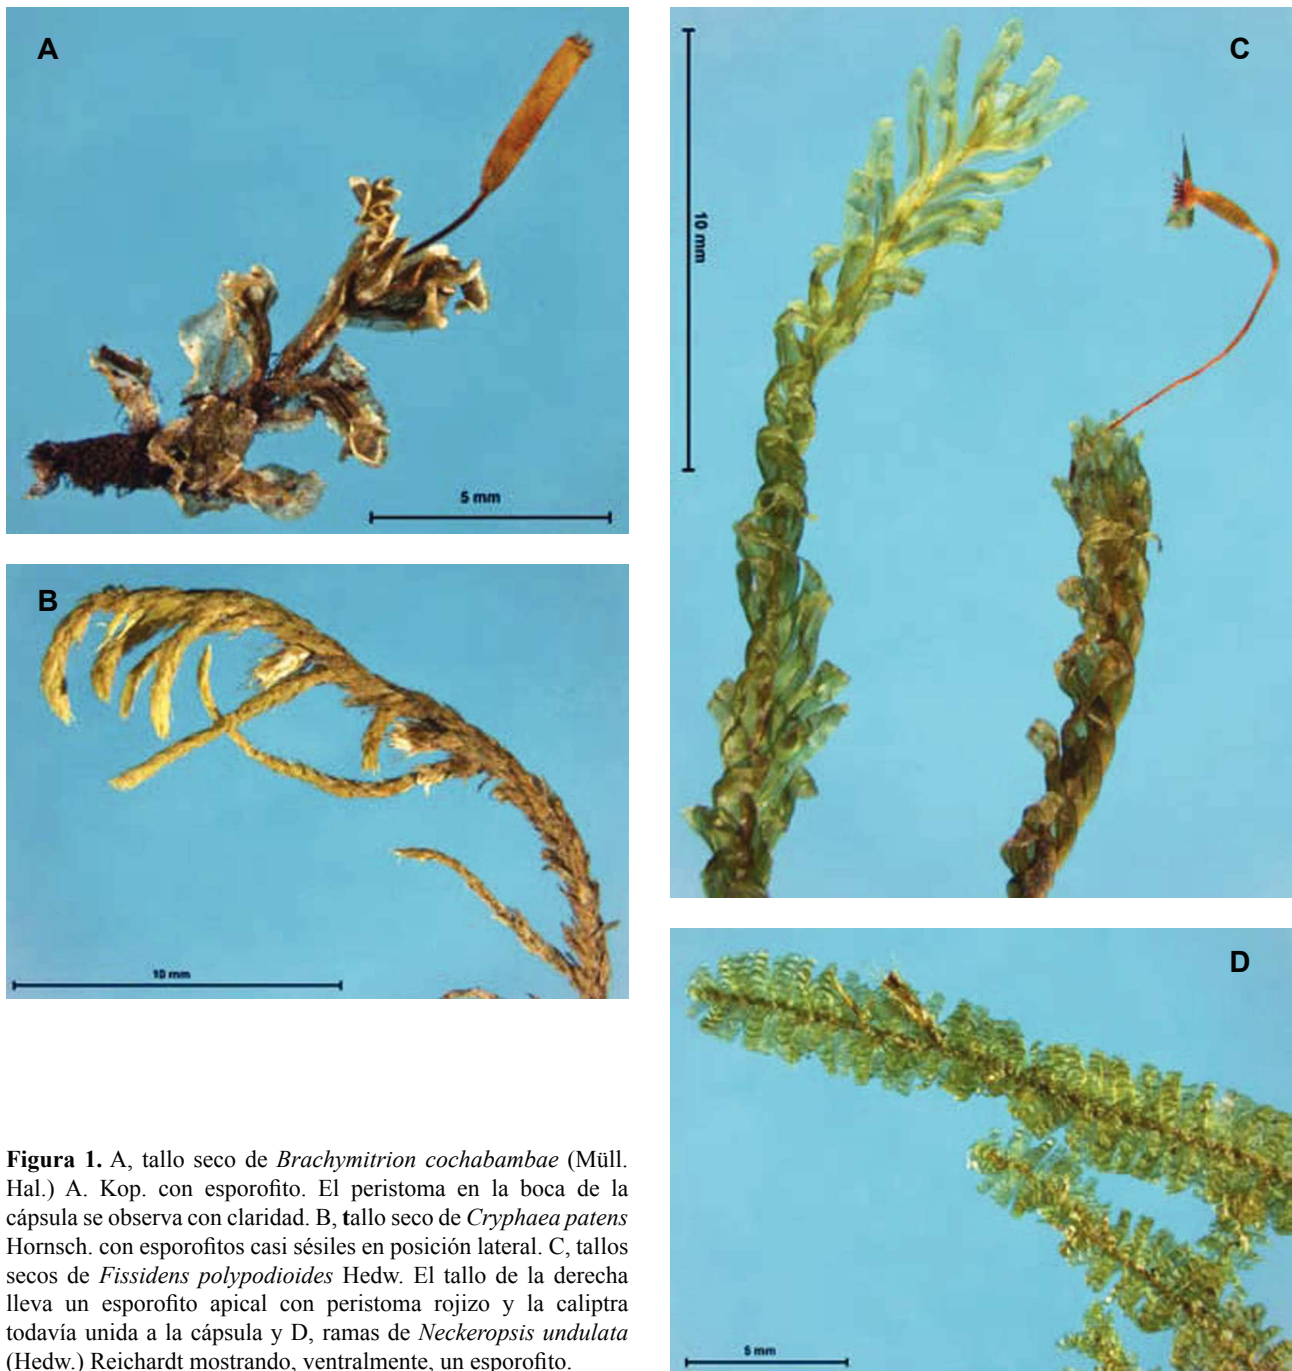 A
5 mm
B
10 mm
C
10 mm
D
5 mm
Figura 1. A, tallo seco de Brachymitrion cochabambae (Müll.
Hal.) A. Kop. con esporofito. El peristoma en la boca de la
cápsula se observa con claridad. B, tallo seco de Cryphaea patens
Hornsch. con esporofitos casi sésiles en posición lateral. C, tallos
secos de Fissidens polypodioides Hedw. El tallo de la derecha
lleva un esporofito apical con peristoma rojizo y la caliptra
todavía unida a la cápsula y D, ramas de Neckeropsis undulata
(Hedw.) Reichardt mostrando, ventralmente, un esporofito.